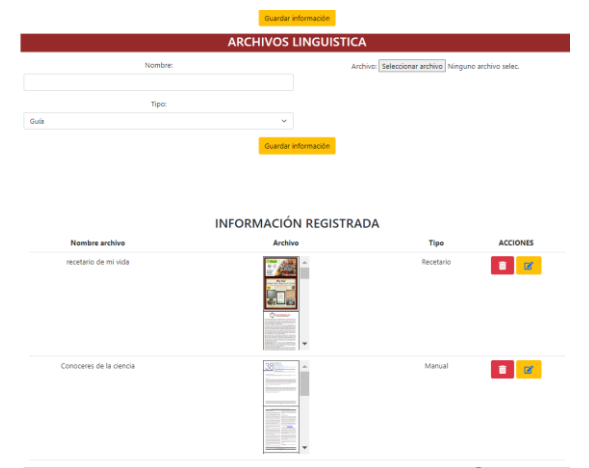 Guardar información
ARCHIVOS LINGUISTICA
Nombre:
Archivo: Seleccionar archivo Ninguno archivo selec.
Tipo:
Guía
Guardar información
INFORMACIÓN REGISTRADA
Nombre archivo Archivo Tipo ACCIONES
recetario de mi vida Recetario
38
Conoceres de la ciencia Manual